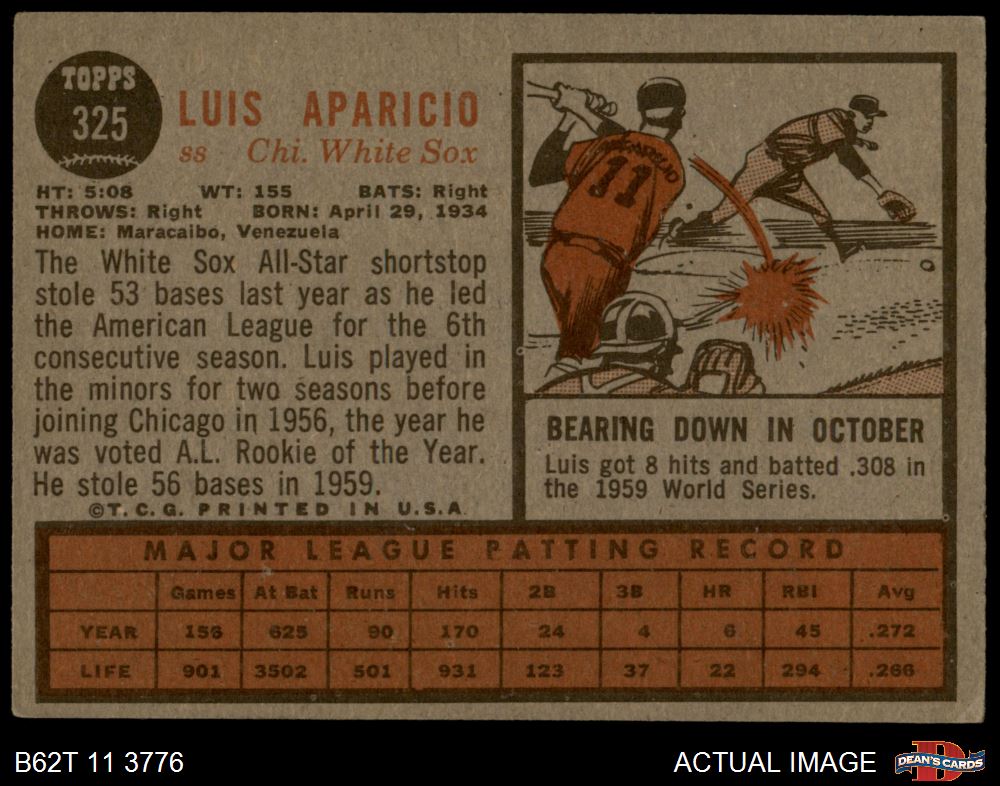 TOPPS
325
LUIS APARICIO
ss Chi. White Sox
HT: 5:08 WT: 155 BATS: Right
THROWS: Right BORN: April 29, 1934
HOME: Maracaibo, Venezuela
The White Sox All-Star shortstop
stole 53 bases last year as he led
the American League for the 6th
consecutive season. Luis played in
the minors for two seasons before
joining Chicago in 1956, the year he
was voted A.L. Rookie of the Year.
He stole 56 bases in 1959.
©T.C.G. PRINTED IN U.S.A.
APARICIO
11
BEARING DOWN IN OCTOBER
Luis got 8 hits and batted .308 in
the 1959 World Series.
MAJOR LEAGUE BATTING RECORD
Games At Bat Runs Hits 2B 3B HR RBI Avg
YEAR 156 625 90 170 24 4 6 45 .272
LIFE 901 3502 501 931 123 37 22 294 .266
B62T 11 3776
ACTUAL IMAGE
D
DEAN'S CARDS